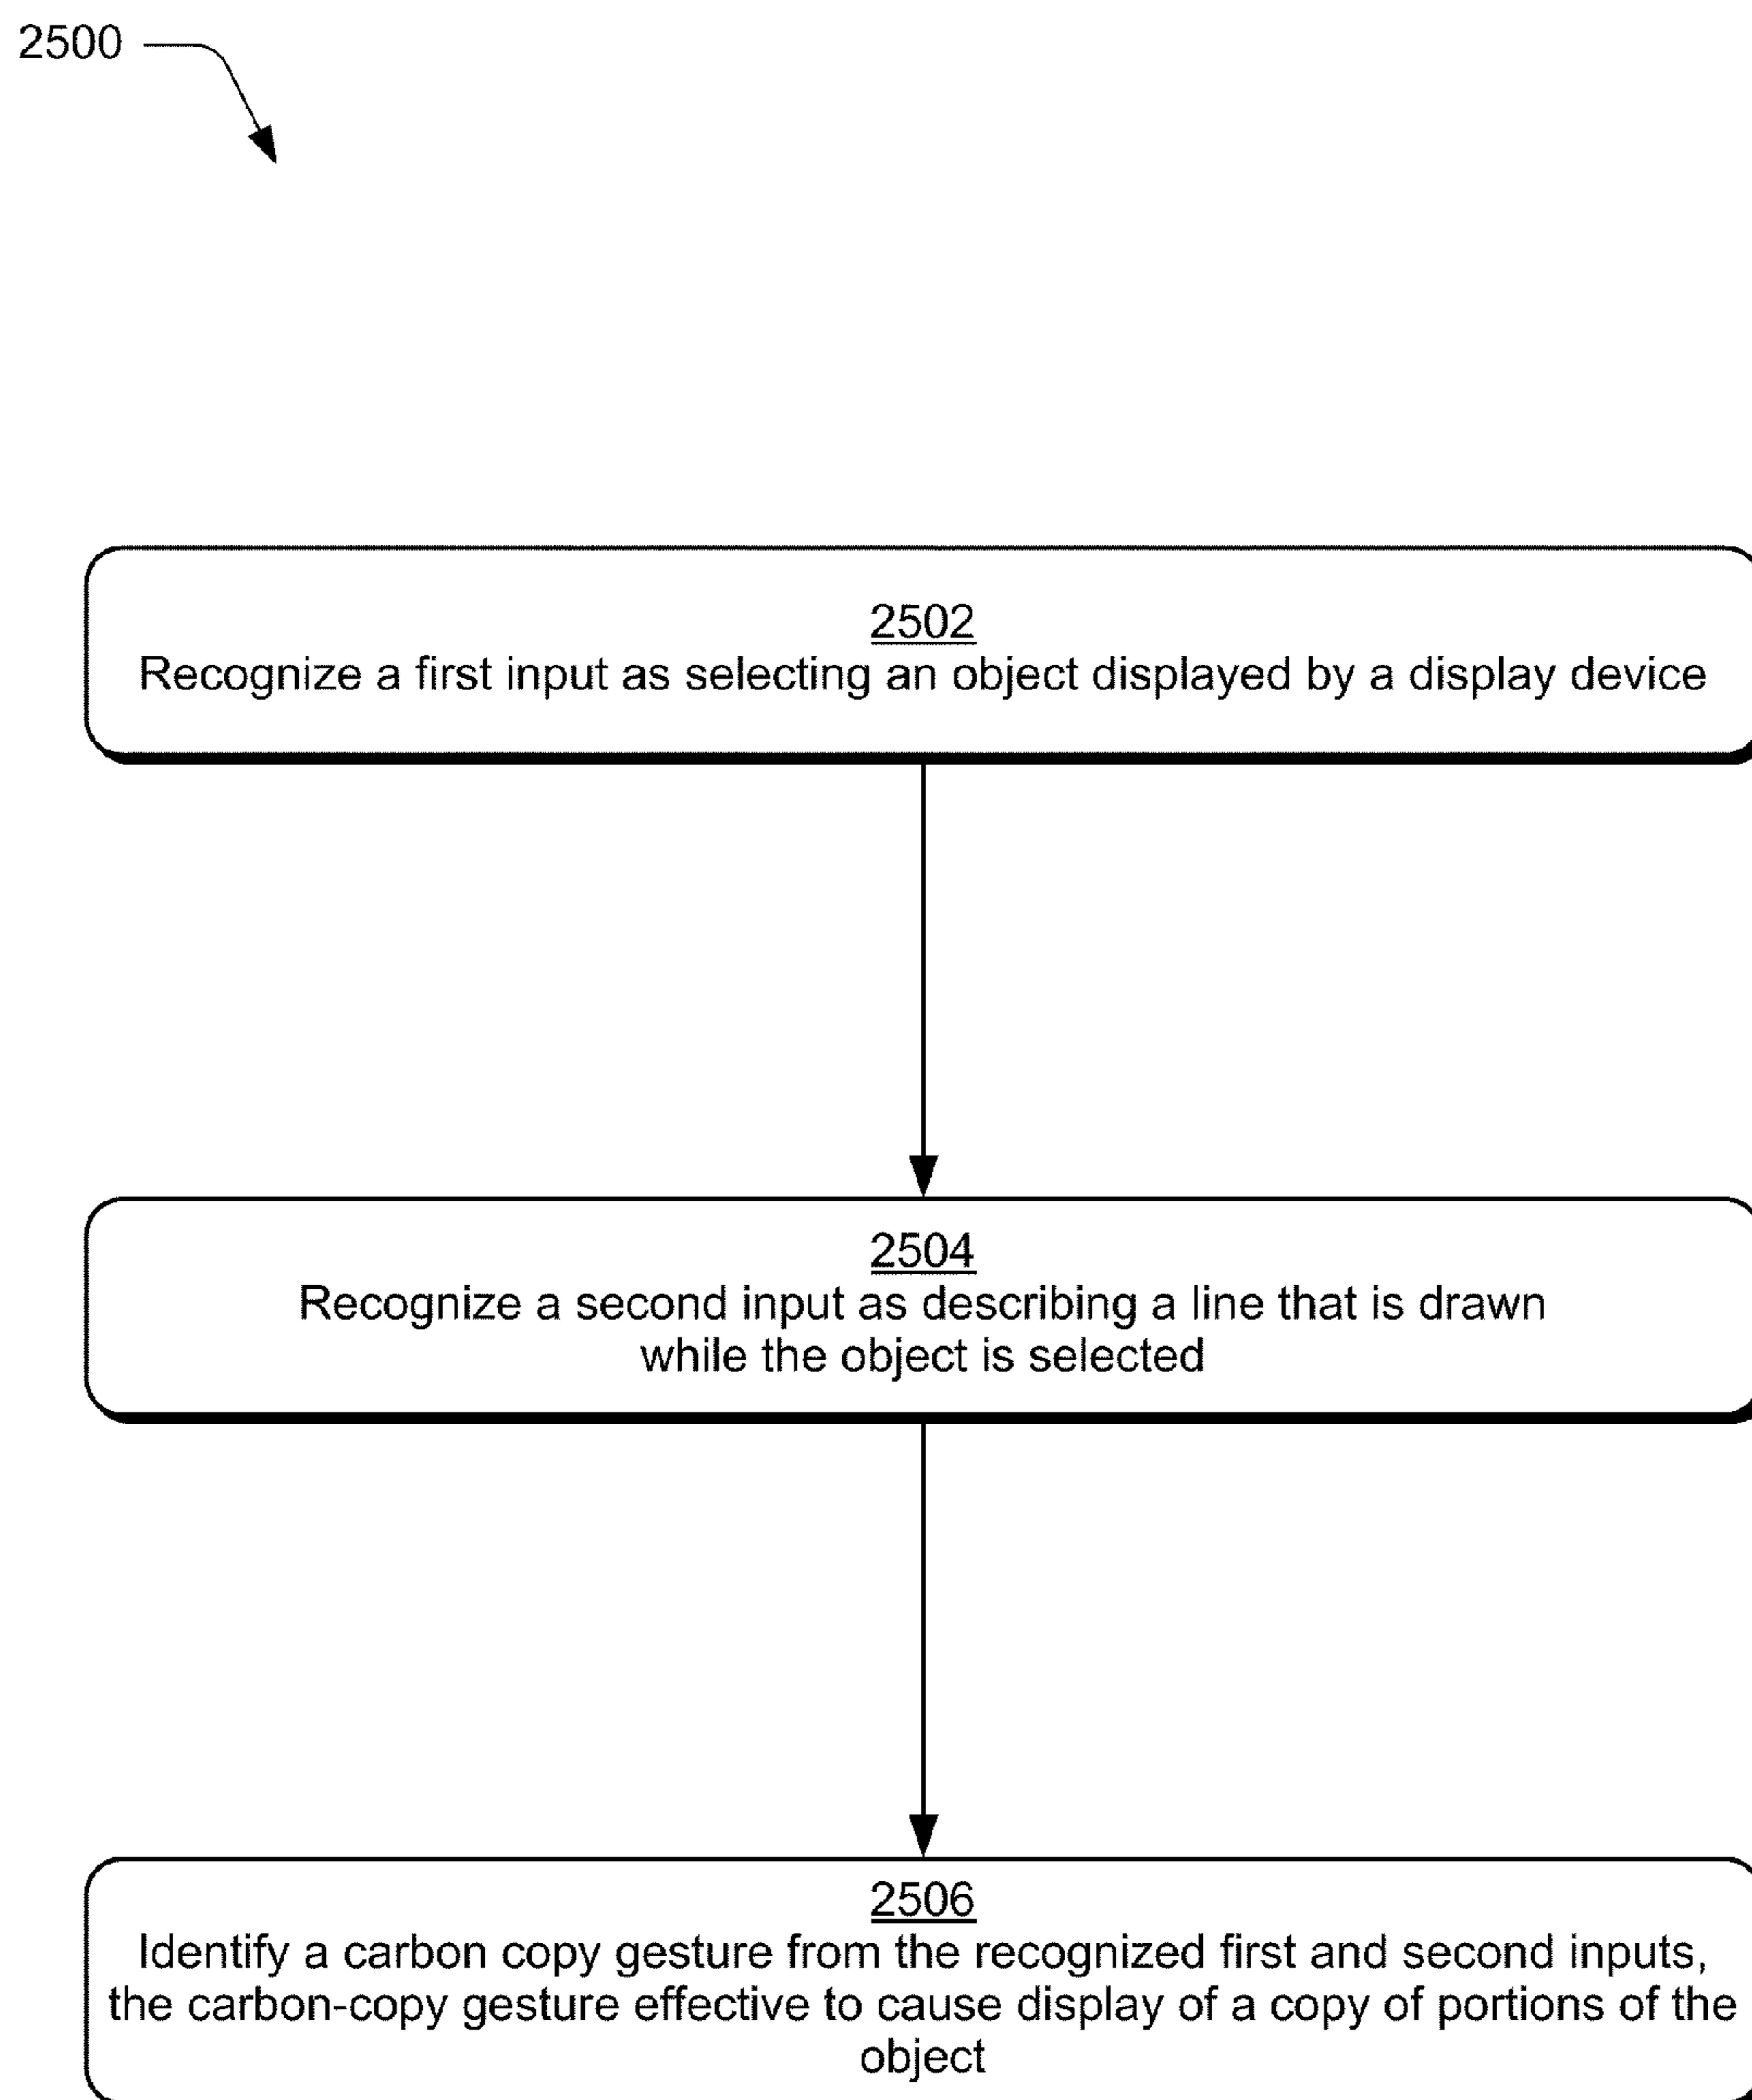 2500
2502
Recognize a first input as selecting an object displayed by a display device
2504
Recognize a second input as describing a line that is drawn
while the object is selected
2506
Identify a carbon copy gesture from the recognized first and second inputs,
the carbon-copy gesture effective to cause display of a copy of portions of the
object